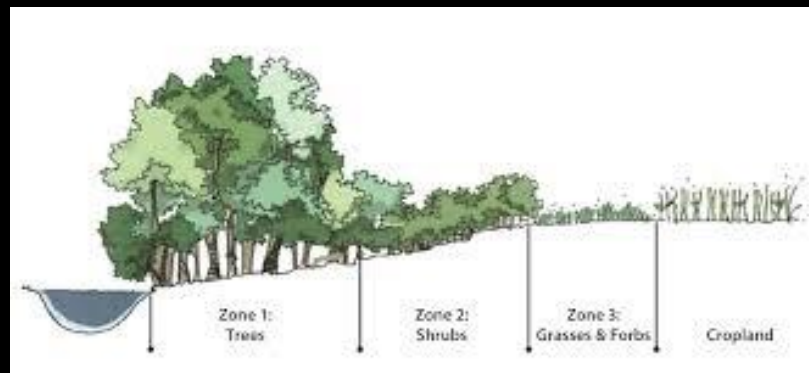 Zone 1:
Trees
Zone 2:
Shrubs
Zone 3:
Grasses & Forbs
Cropland